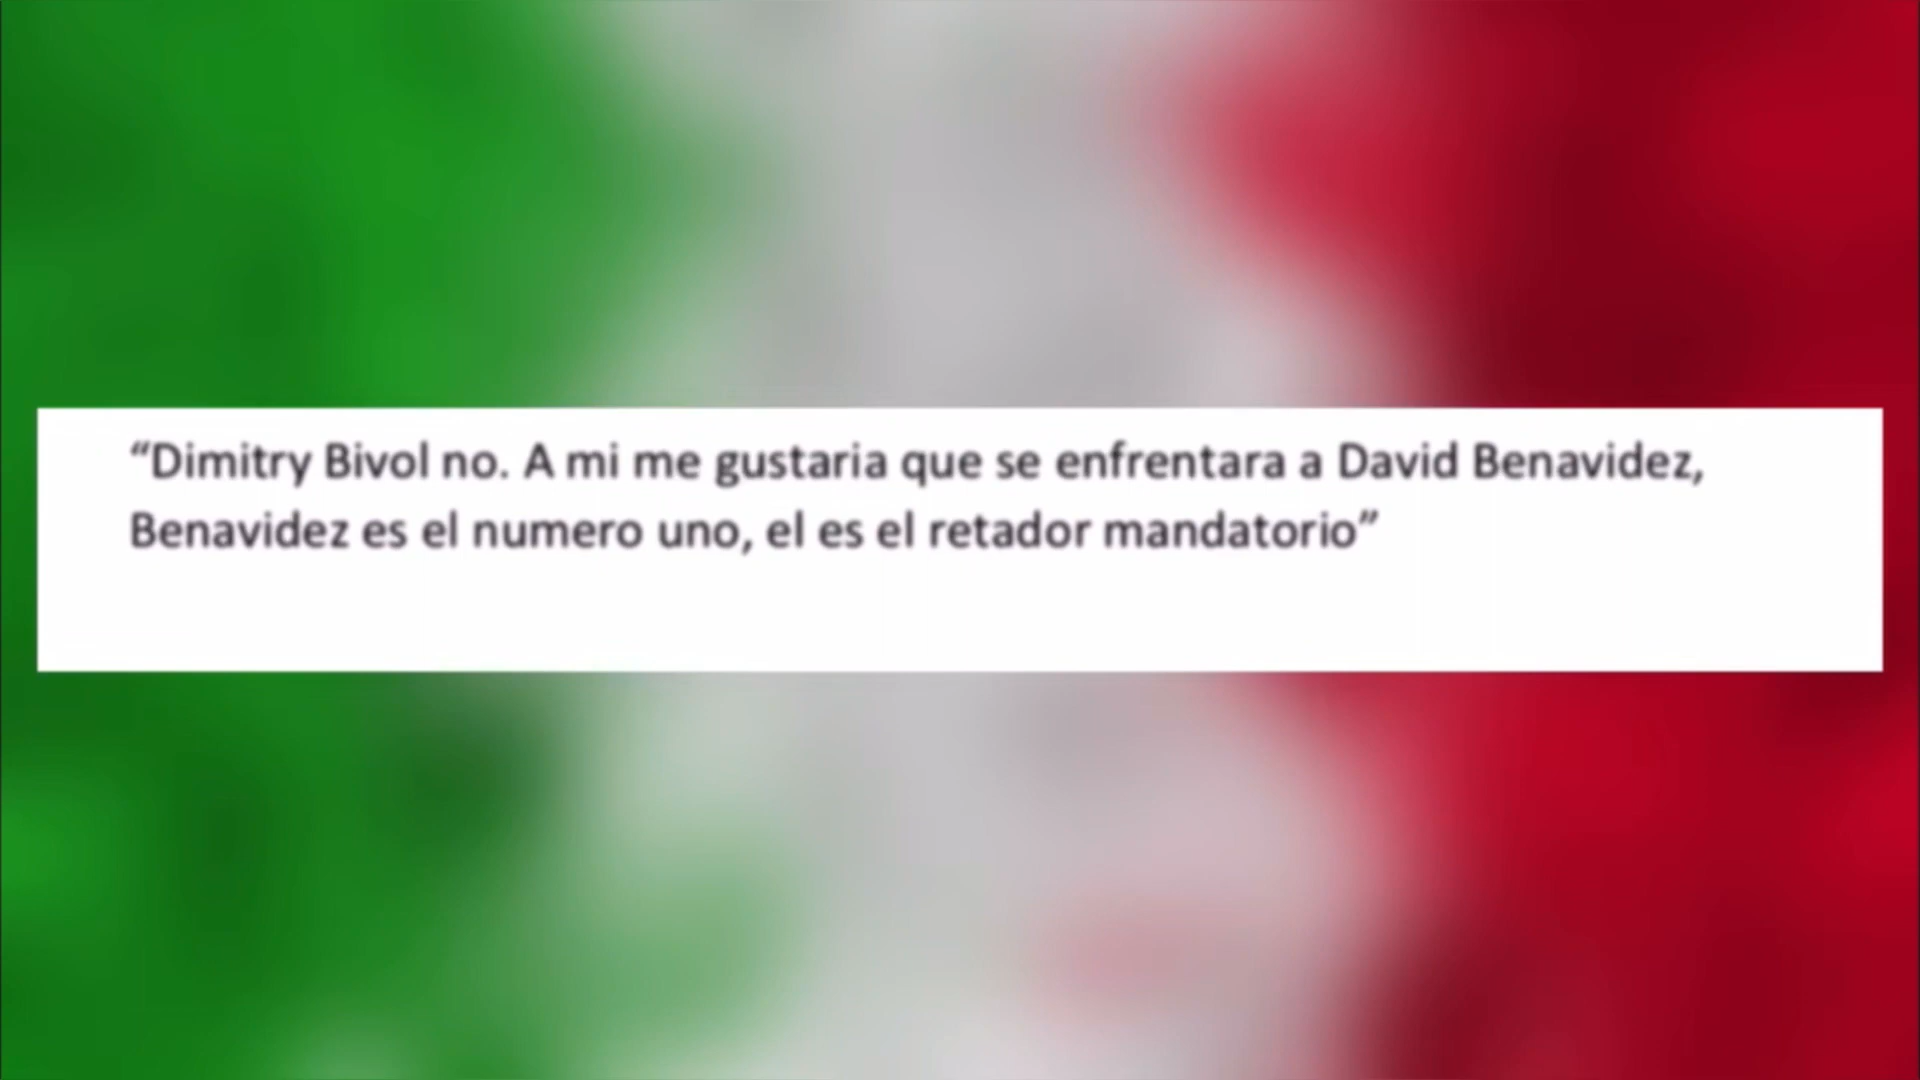 “Dimitry Bivol no. A mi me gustaria que se enfrentara a David Benavidez,
Benavidez es el numero uno, el es el retador mandatorio”